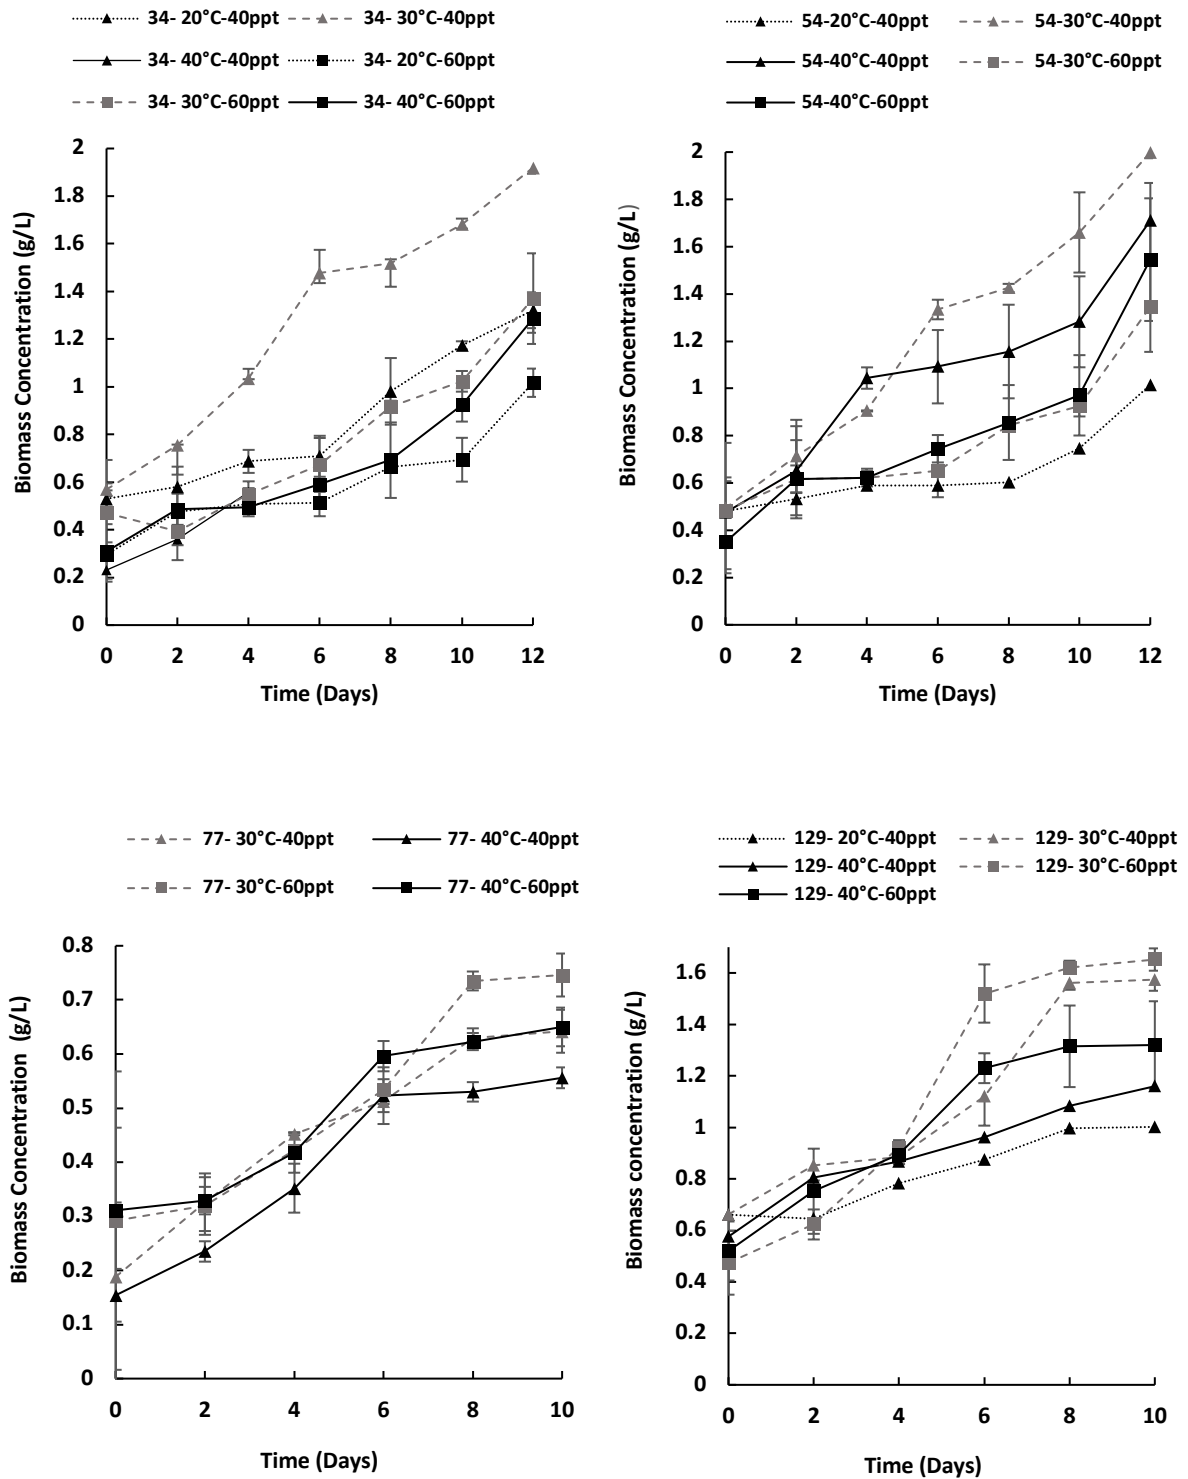 34- 20°C-40ppt 34- 30°C-40ppt
34- 40°C-40ppt 34- 20°C-60ppt
34- 30°C-60ppt 34- 40°C-60ppt
2
1.8
1.6
1.4
1.2
1
0.8
0.6
0.4
0.2
0
Biomass Concentration (g/L)
0 2 4 6 8 10 12
Time (Days)
54-20°C-40ppt 54-30°C-40ppt
54-40°C-40ppt 54-30°C-60ppt
54-40°C-60ppt
2
1.8
1.6
1.4
1.2
1
0.8
0.6
0.4
0.2
0
Biomass Concentration (g/L)
0 2 4 6 8 10 12
Time (Days)
77- 30°C-40ppt 77- 40°C-40ppt
77- 30°C-60ppt 77- 40°C-60ppt
0.8
0.7
0.6
0.5
0.4
0.3
0.2
0.1
0
Biomass Concentration (g/L)
0 2 4 6 8 10
Time (Days)
129- 20°C-40ppt 129- 30°C-40ppt
129- 40°C-40ppt 129- 30°C-60ppt
129- 40°C-60ppt
1.6
1.4
1.2
1
0.8
0.6
0.4
0.2
0
Biomass concentration (g/L)
0 2 4 6 8 10
Time (Days)